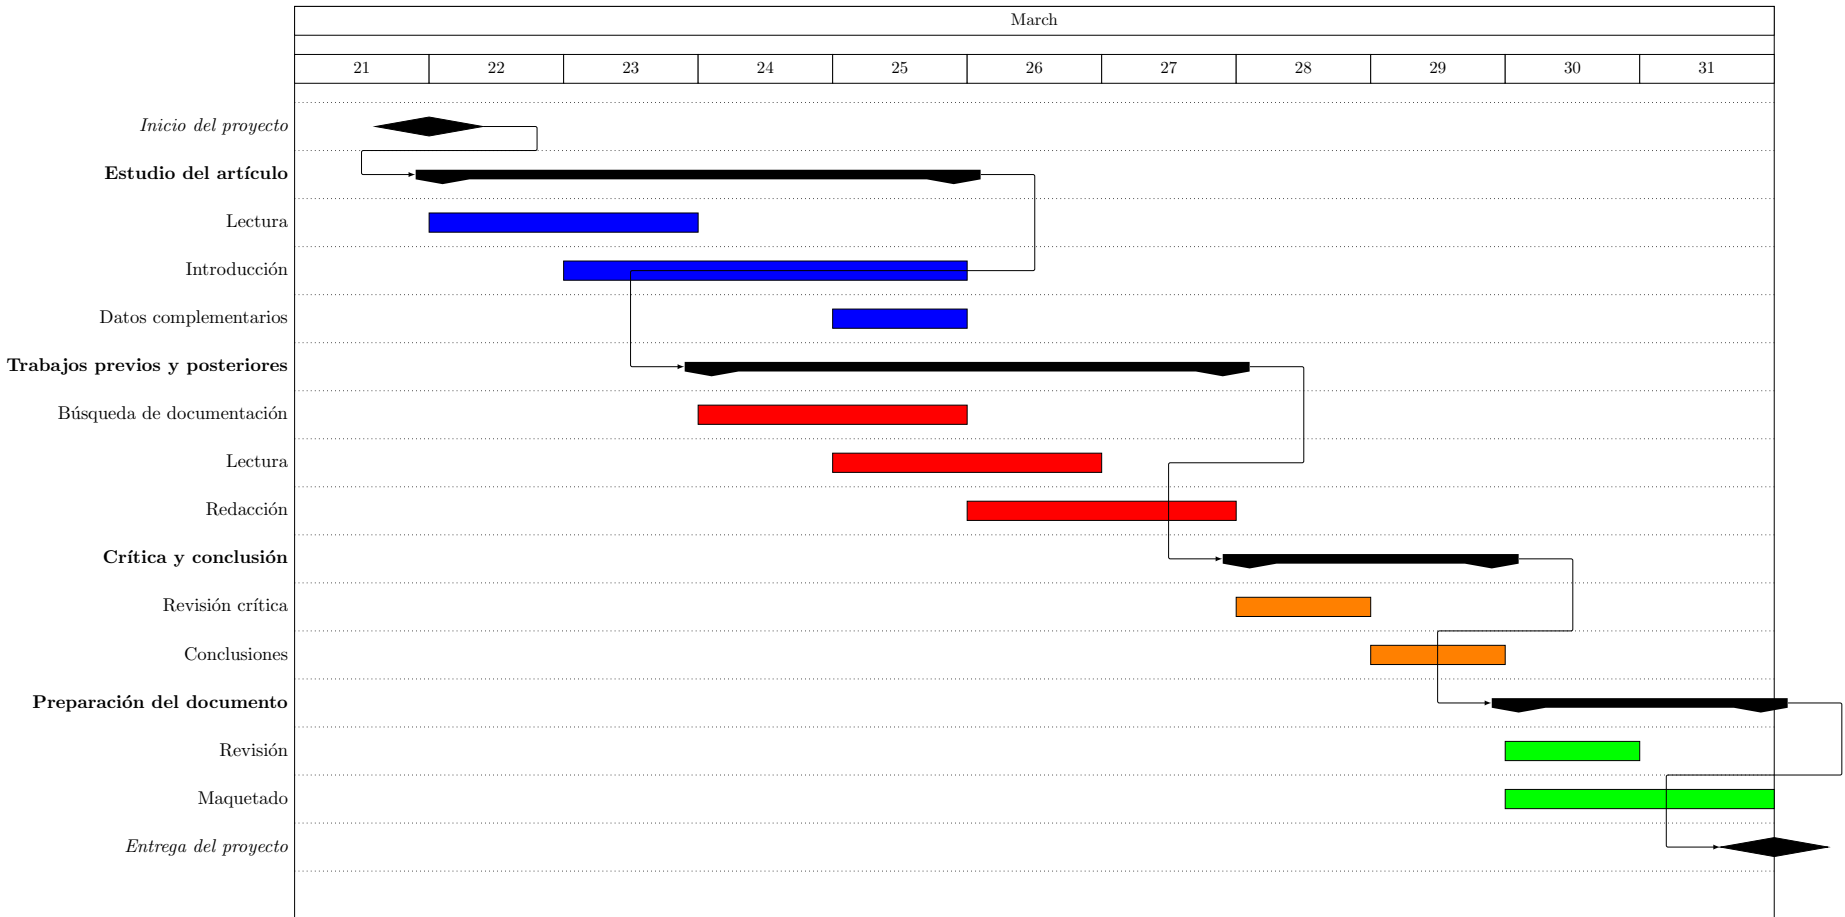 March
21 22 23 24 25 26 27 28 29 30 31
Inicio del proyecto
Estudio del artículo
Lectura
Introducción
Datos complementarios
Trabajos previos y posteriores
Búsqueda de documentación
Lectura
Redacción
Crítica y conclusión
Revisión crítica
Conclusiones
Preparación del documento
Revisión
Maquetado
Entrega del proyecto